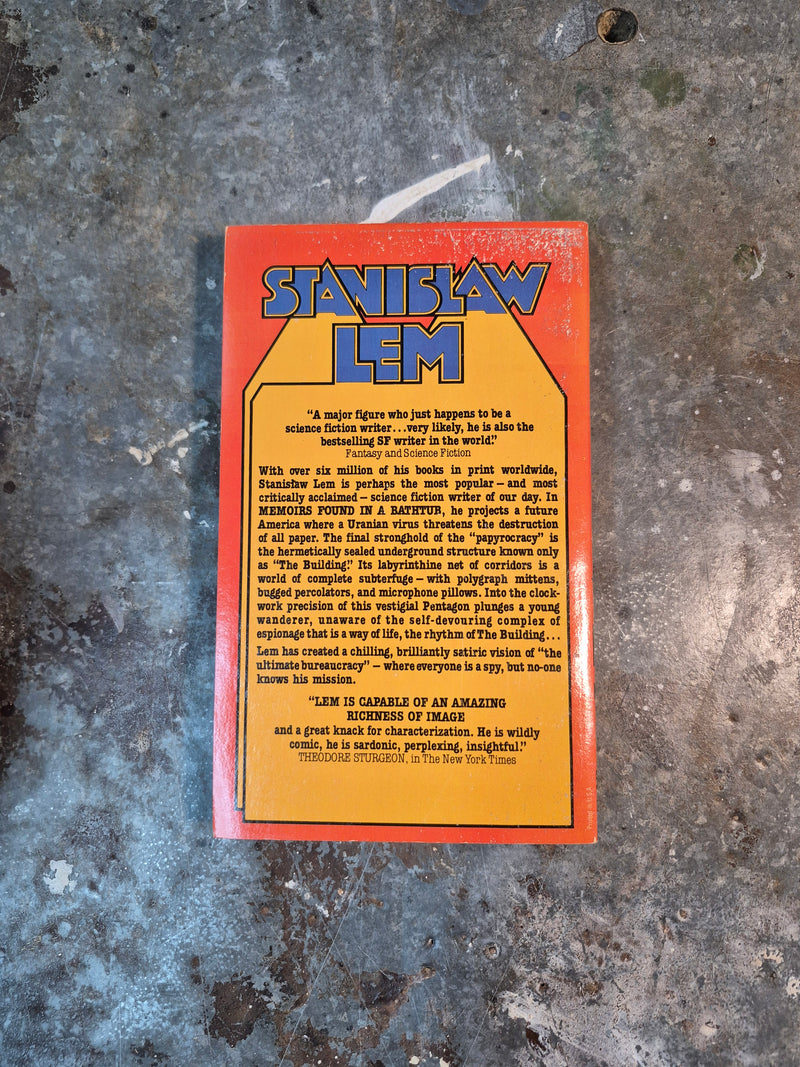 STANISŁAW
LEM
“A major figure who just happens to be a
science fiction writer...very likely, he is also the
bestselling SF writer in the world.”
Fantasy and Science Fiction
With over six million of his books in print worldwide,
Stanisław Lem is perhaps the most popular – and most
critically acclaimed – science fiction writer of our day. In
MEMOIRS FOUND IN A BATHTUB, he projects a future
America where a Uranian virus threatens the destruction
of all paper. The final stronghold of the “papyrocracy” is
the hermetically sealed underground structure known only
as “The Building.” Its labyrinthine net of corridors is a
world of complete subterfuge – with polygraph mittens,
bugged percolators, and microphone pillows. Into the clock-
work precision of this vestigial Pentagon plunges a young
wanderer, unaware of the self-devouring complex of
espionage that is a way of life, the rhythm of The Building...
Lem has created a chilling, brilliantly satiric vision of “the
ultimate bureaucracy” – where everyone is a spy, but no-one
knows his mission.
“LEM IS CAPABLE OF AN AMAZING
RICHNESS OF IMAGE
and a great knack for characterization. He is wildly
comic, he is sardonic, perplexing, insightful.”
THEODORE STURGEON, in The New York Times
Printed in U.S.A.